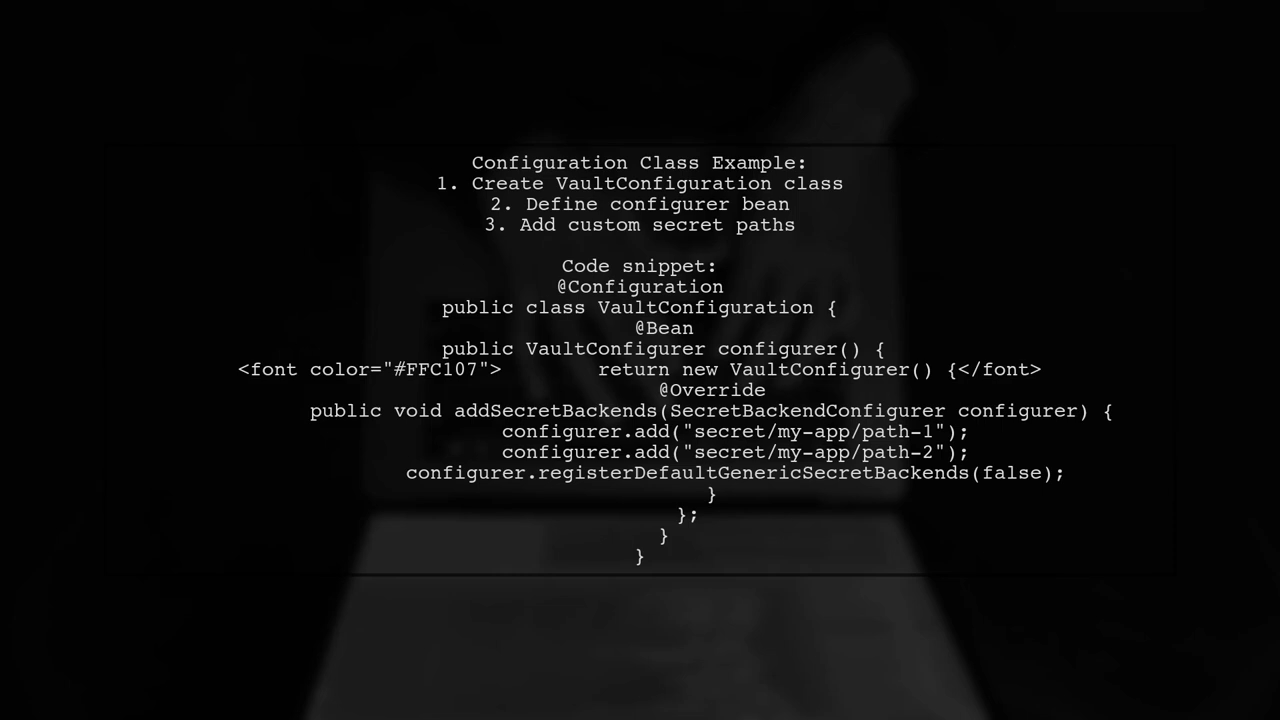 Configuration Class Example:
1. Create VaultConfiguration class
2. Define configurer bean
3. Add custom secret paths
Code snippet:
@Configuration
public class VaultConfiguration {
@Bean
public VaultConfigurer configurer() {
<font color="#FFC107">        return new VaultConfigurer() {</font>
@Override
public void addSecretBackends(SecretBackendConfigurer configurer) {
configurer.add("secret/my-app/path-1");
configurer.add("secret/my-app/path-2");
configurer.registerDefaultGenericSecretBackends(false);
}
};
}
}